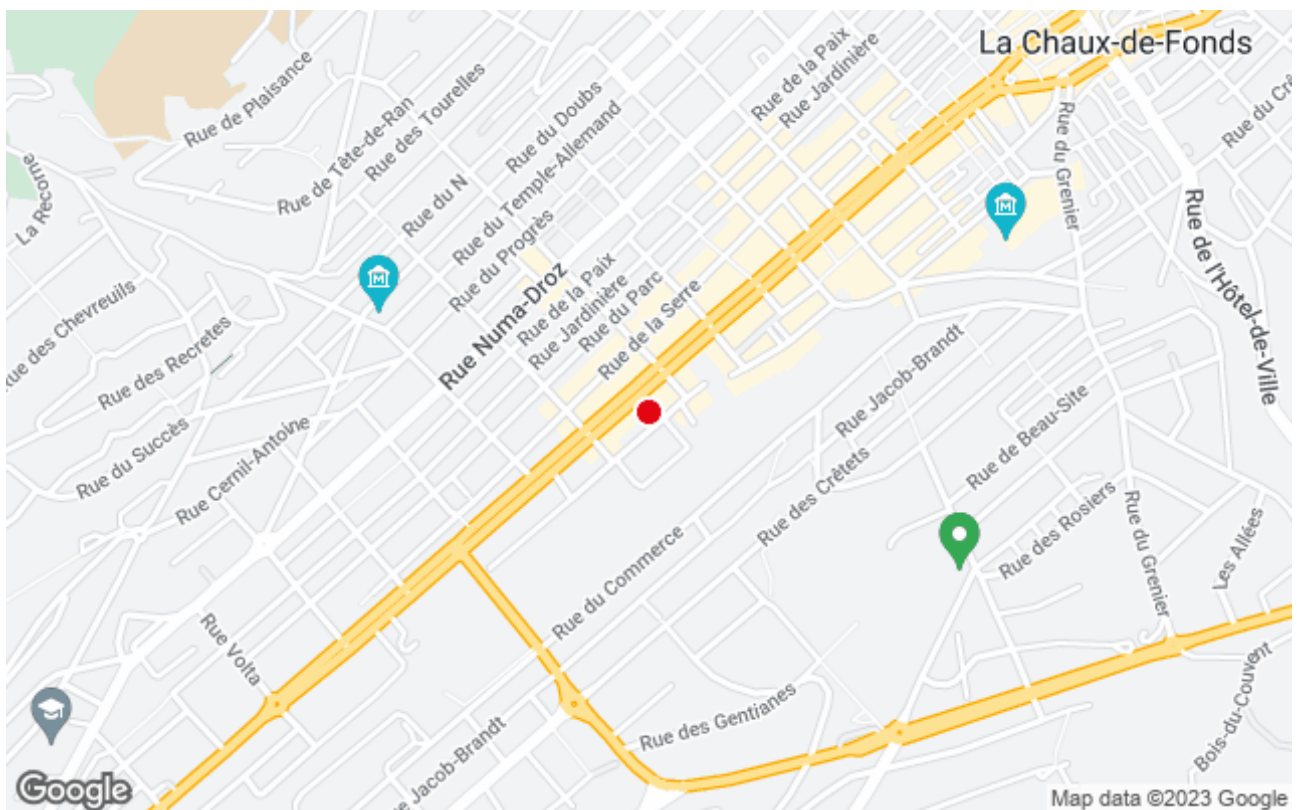 La Chaux-de-Fonds
Rue de Plaisance
Rue de Tête-de-Ran
Rue des Tourelles
Rue du Doubs
Rue du Temple-Allemand
Rue du N
Rue du Progrès
Rue de la Paix
Rue Jardinière
Rue du Grenier
Rue du Crê
La Recorne
Rue des Chevreuils
Rue des Recretes
Rue Numa-Droz
Rue de la Paix
Rue Jardinière
Rue du Parc
Rue de la Serre
Rue de l'Hôtel-de-Ville
Rue Jacob-Brandt
Rue du Succès
Rue Cernil-Antoine
Rue des Crêtets
Rue de Beau-Site
Rue des Rosiers
Rue du Grenier
Les Allées
Rue du Commerce
Rue Volta
Rue des Gentianes
Rue Jacob-Brandt
Bois-du-Couvent
Google
Map data ©2023 Google